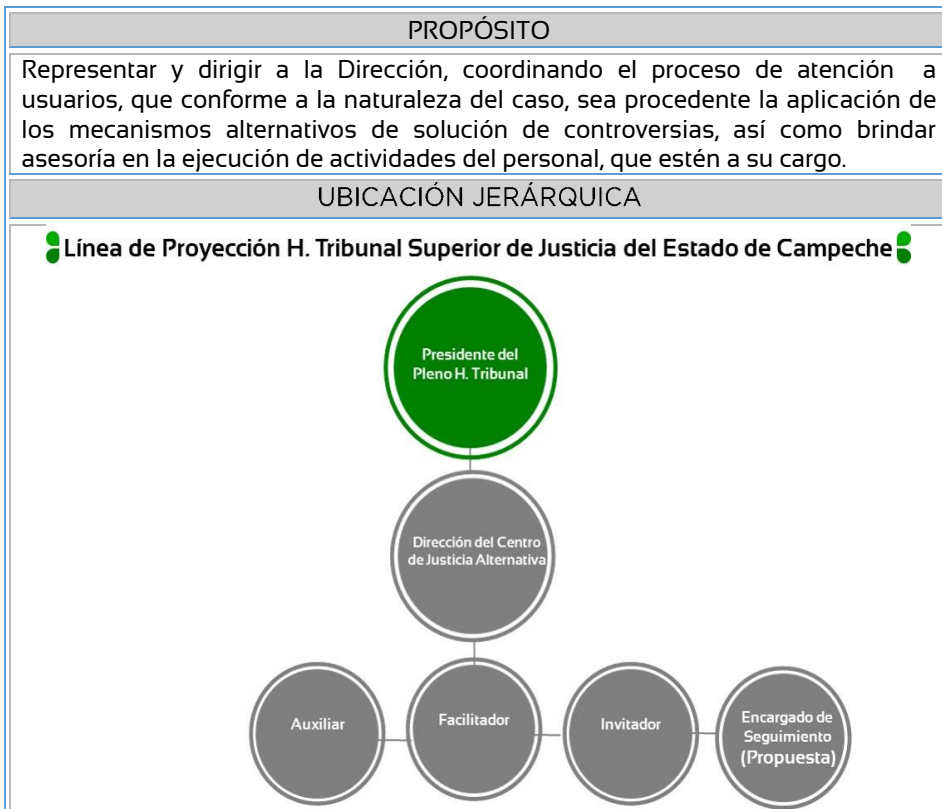 PROPÓSITO
Representar y dirigir a la Dirección, coordinando el proceso de atención a
usuarios, que conforme a la naturaleza del caso, sea procedente la aplicación de
los mecanismos alternativos de solución de controversias, así como brindar
asesoría en la ejecución de actividades del personal, que estén a su cargo.
UBICACIÓN JERÁRQUICA
Línea de Proyección H. Tribunal Superior de Justicia del Estado de Campeche
Presidente del
Pleno H. Tribunal
Dirección del Centro
de Justicia Alternativa
Auxiliar
Facilitador
Invitador
Encargado de
Seguimiento
(Propuesta)